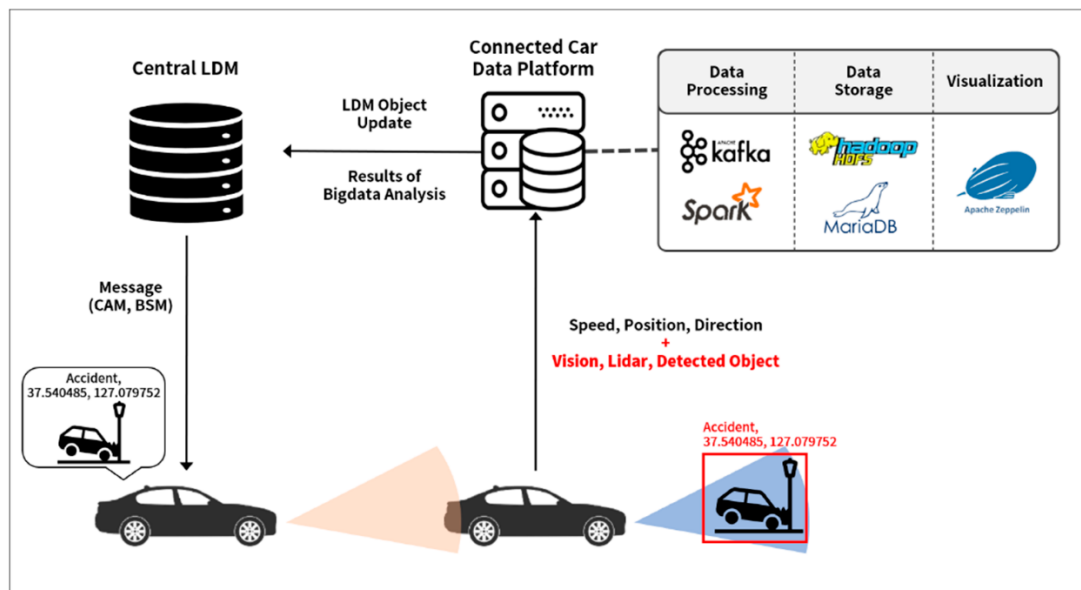 Central LDM
LDM Object
Update
Results of
Bigdata Analysis
Connected Car
Data Platform
Data
Processing
Data
Storage
Visualization
APACHE
kafka
Spark
hadoop
HDFS
MariaDB
Apache Zeppelin
Message
(CAM, BSM)
Speed, Position, Direction
+
Vision, Lidar, Detected Object
Accident,
37.540485, 127.079752
Accident,
37.540485, 127.079752